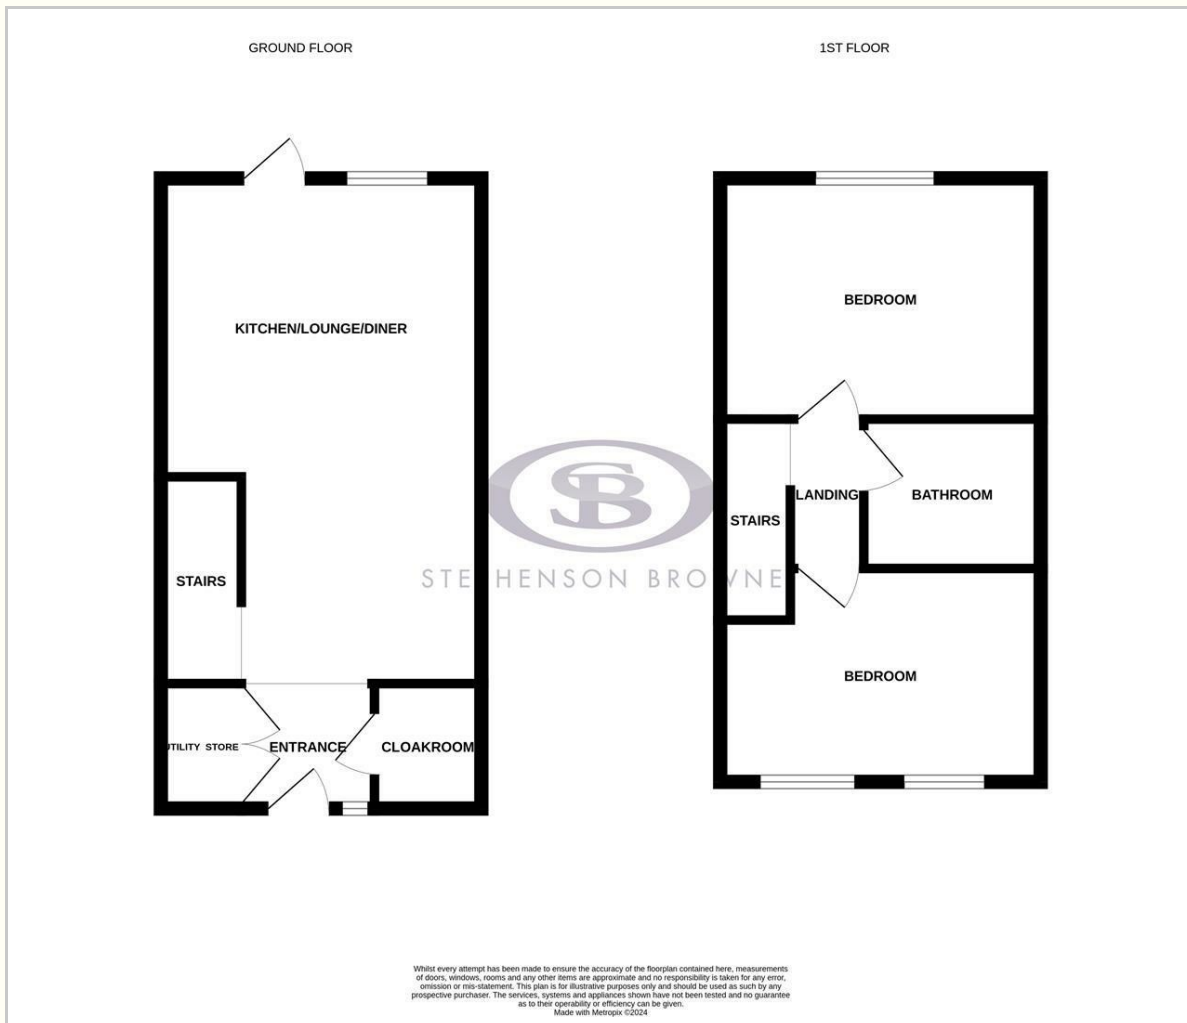 GROUND FLOOR
1ST FLOOR
KITCHEN/LOUNGE/DINER
BEDROOM
SB
STEPHENSON BROWNE
STAIRS
LANDING
BATHROOM
STAIRS
BEDROOM
UTILITY STORE
ENTRANCE
CLOAKROOM
Whilst every attempt has been made to ensure the accuracy of the floorplan contained here, measurements
of doors, windows, rooms and any other items are approximate and no responsibility is taken for any error,
omission or mis-statement. This plan is for illustrative purposes only and should be used as such by any
prospective purchaser. The services, systems and appliances shown have not been tested and no guarantee
as to their operability or efficiency can be given.
Made with Metropix ©2024